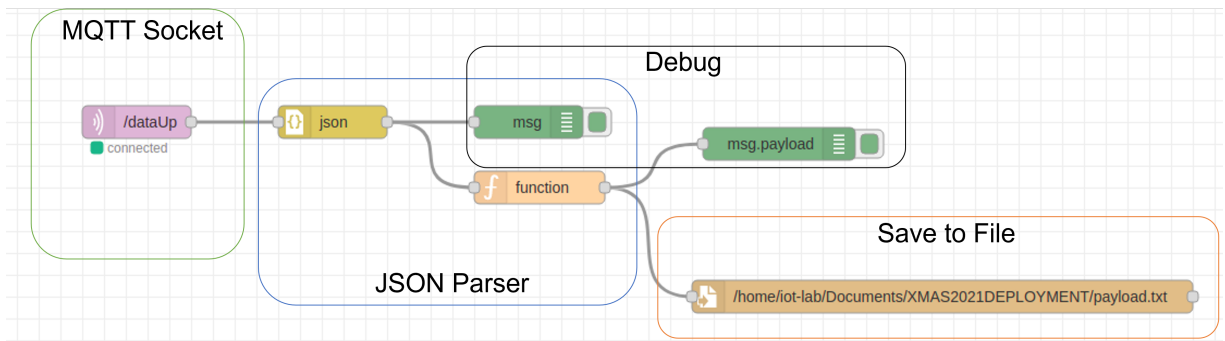 MQTT Socket
Debug
/dataUp
json
msg
msg.payload
connected
function
Save to File
JSON Parser
/home/iot-lab/Documents/XMAS2021DEPLOYMENT/payload.txt